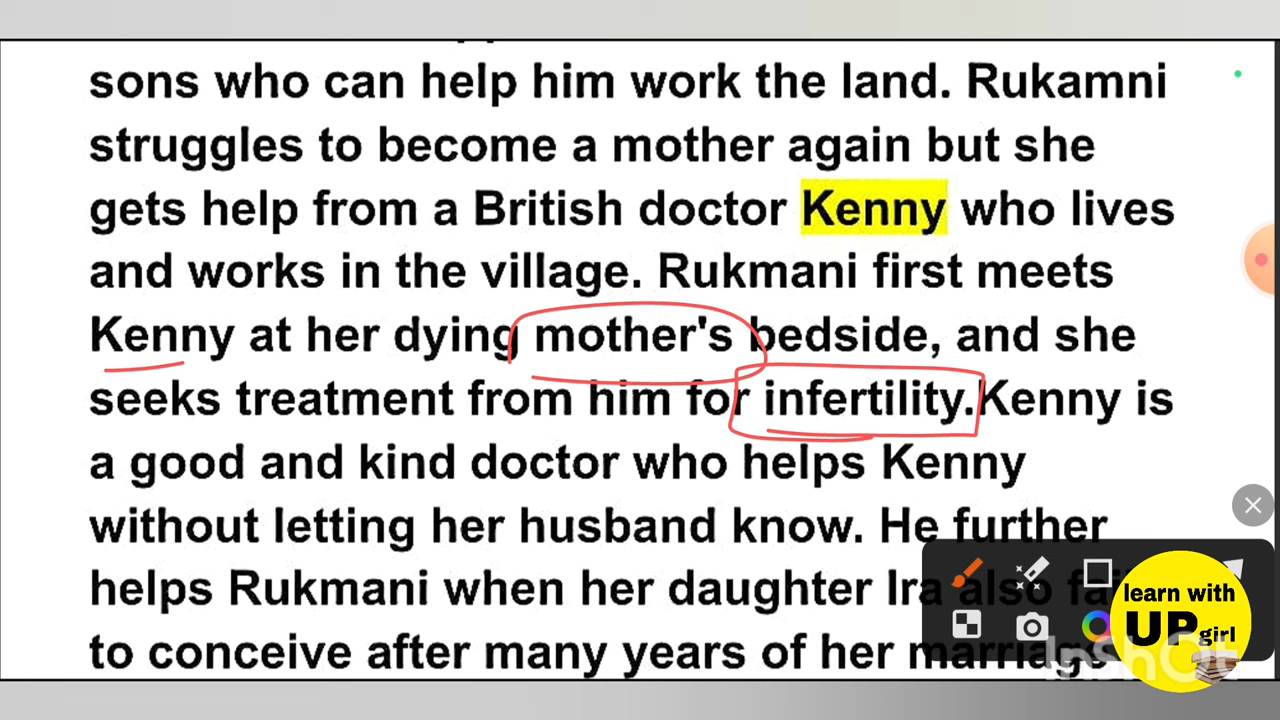 sons who can help him work the land. Rukamni
struggles to become a mother again but she
gets help from a British doctor Kenny who lives
and works in the village. Rukmani first meets
Kenny at her dying mother's bedside, and she
seeks treatment from him for infertility.Kenny is
a good and kind doctor who helps Kenny
without letting her husband know. He further
helps Rukmani when her daughter Ira also
to conceive after many years of her marriage
learn with
UP girl
InShOt